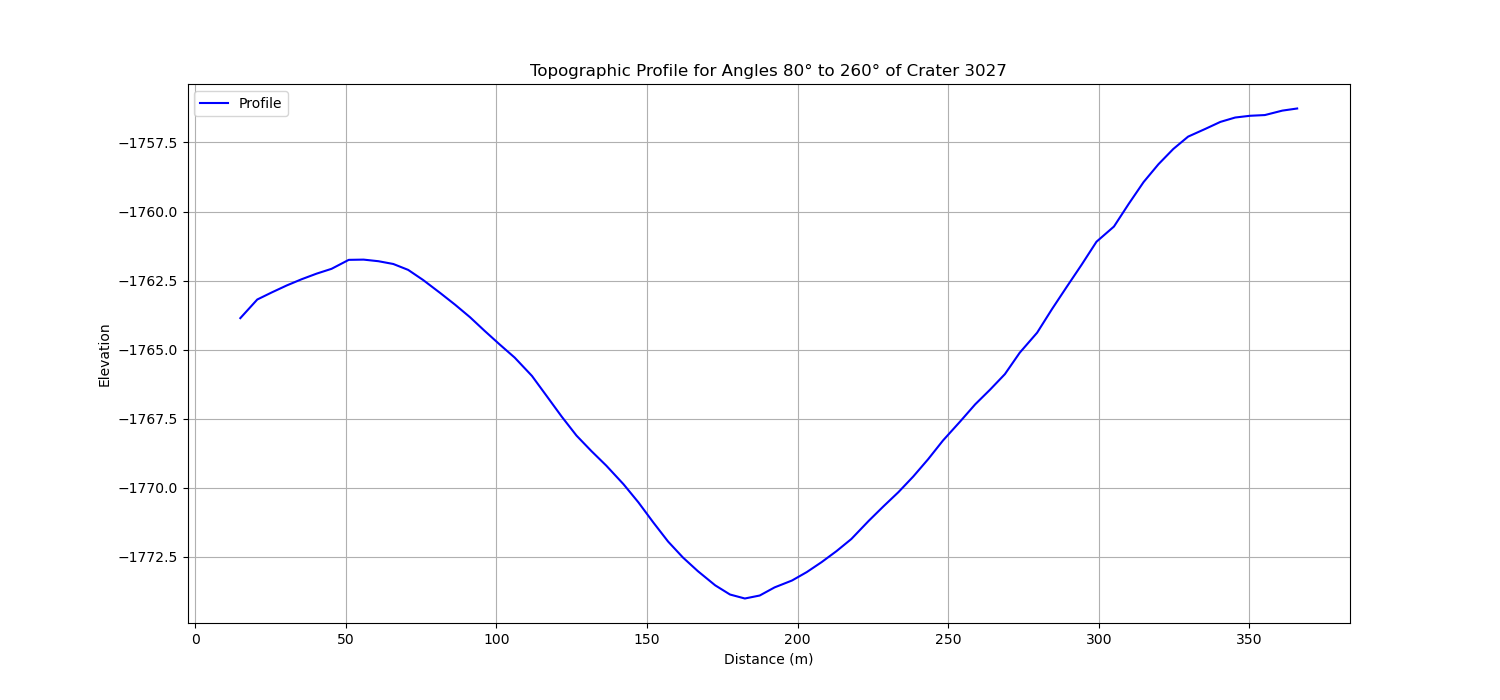 Topographic Profile for Angles 80° to 260° of Crater 3027
Profile
−1757.5
−1760.0
−1762.5
−1765.0
−1767.5
−1770.0
−1772.5
Elevation
0 50 100 150 200 250 300 350
Distance (m)